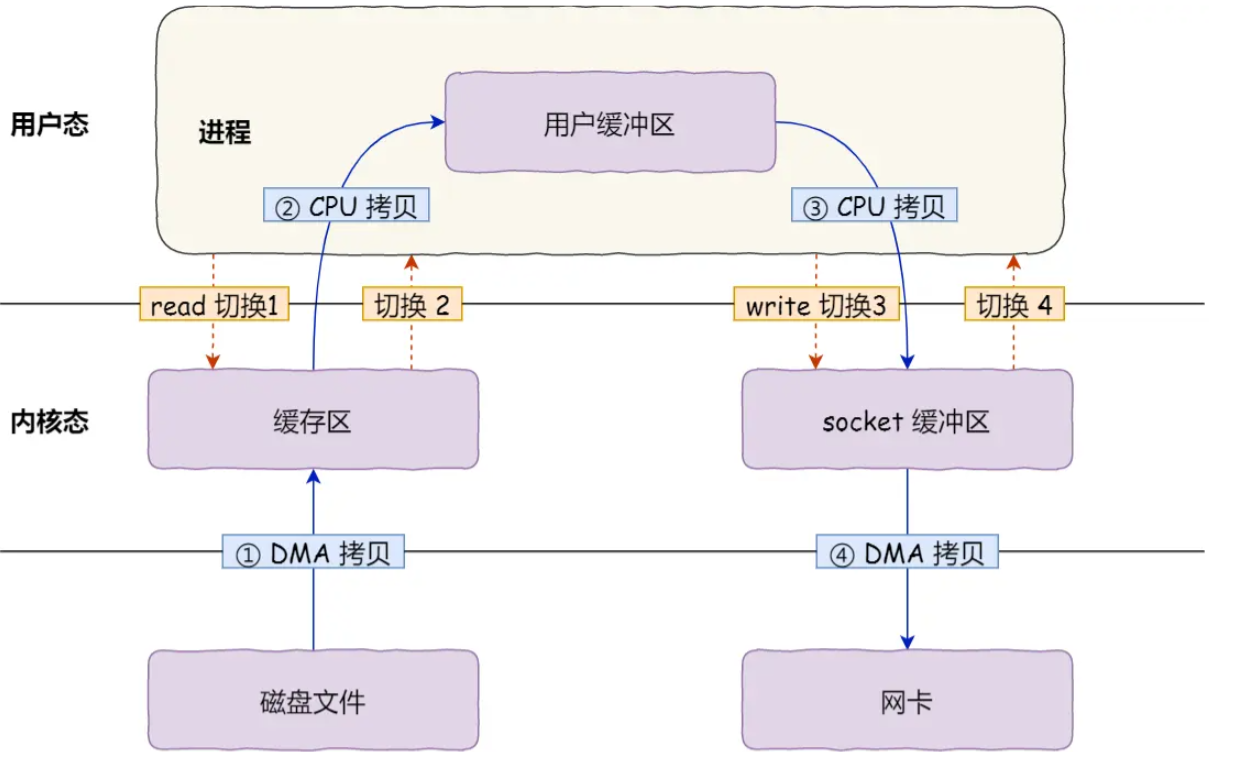 用户态
进程
用户缓冲区
② CPU 拷贝
③ CPU 拷贝
read 切换1
切换 2
write 切换3
切换 4
内核态
缓存区
socket 缓冲区
① DMA 拷贝
④ DMA 拷贝
磁盘文件
网卡